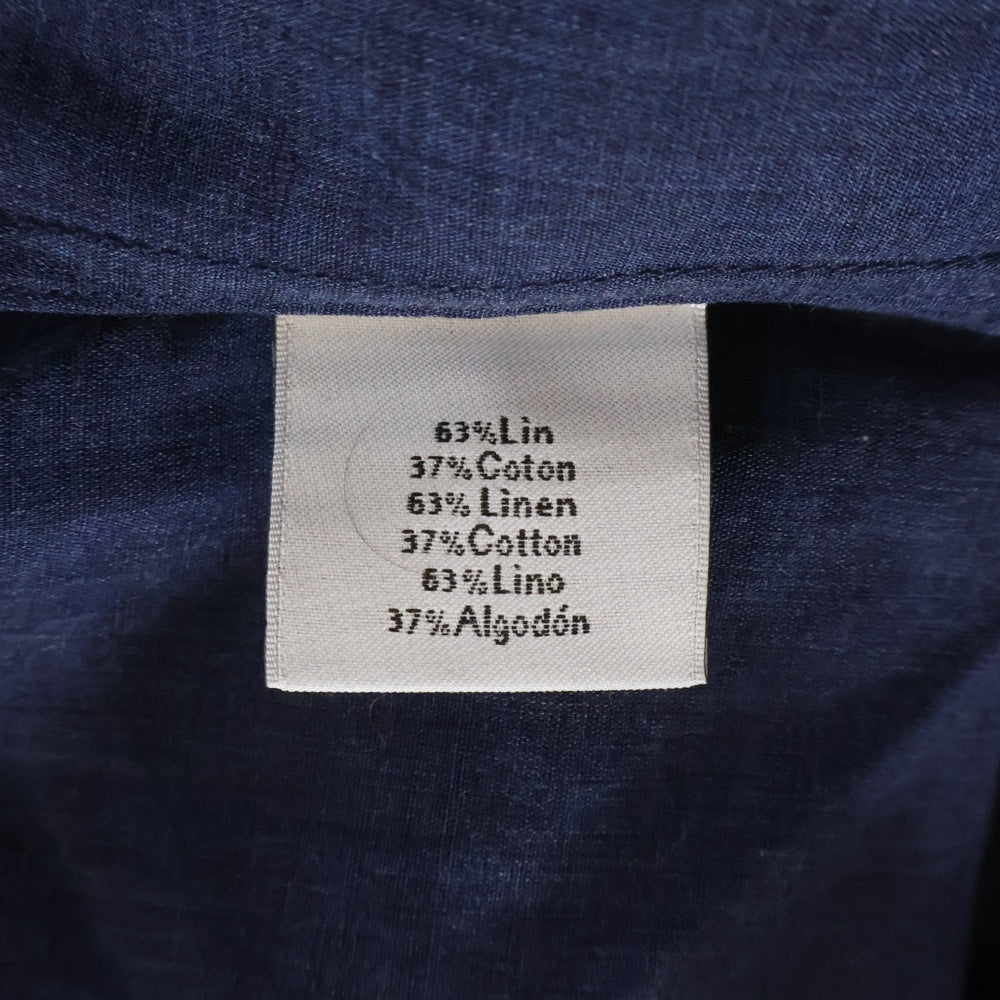 63%Lin
37%Coton
63% Linen
37%Cotton
63%Lino
37%Algodón